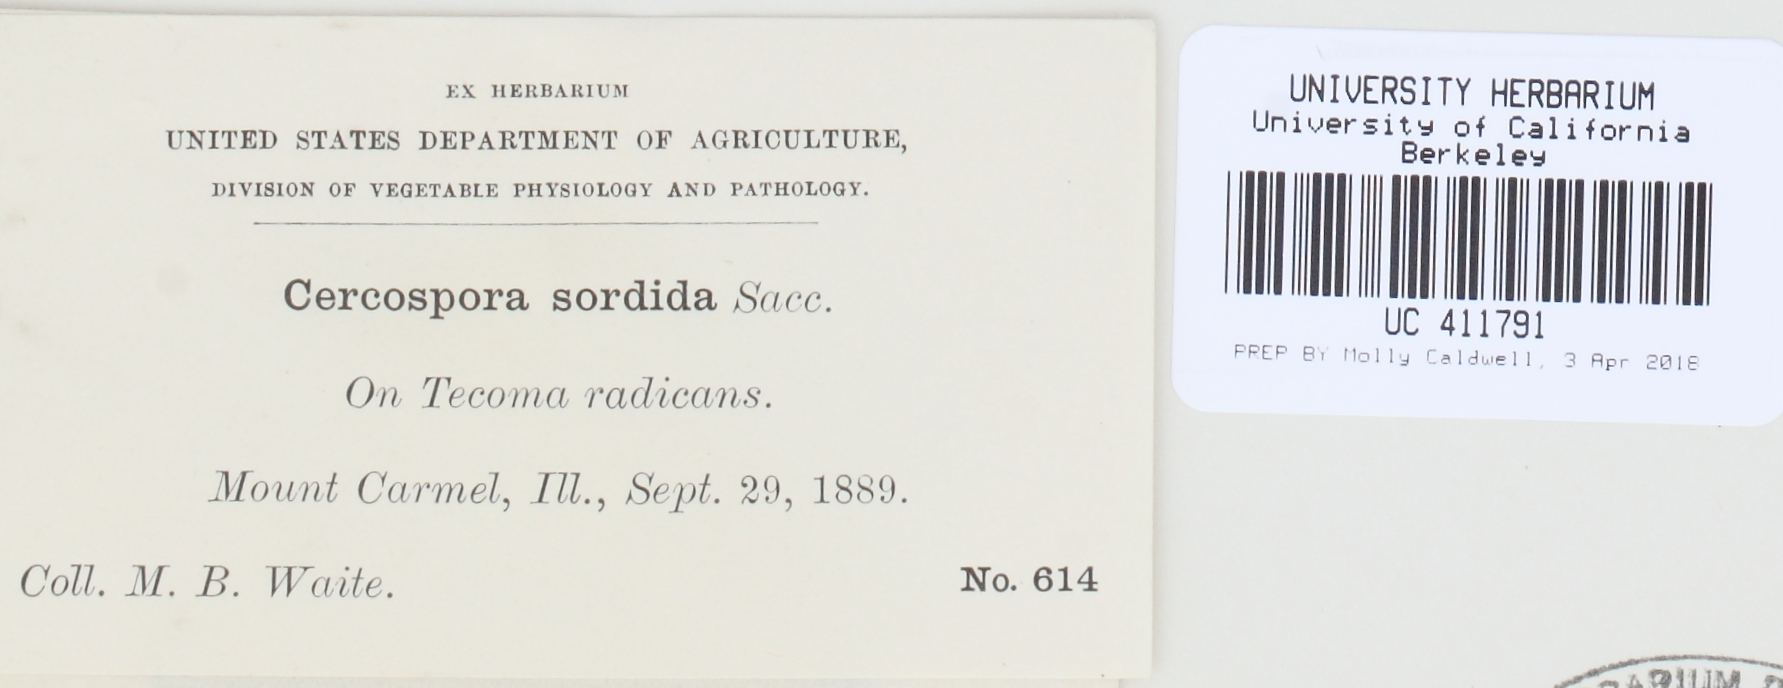 EX HERBARIUM
UNITED STATES DEPARTMENT OF AGRICULTURE,
DIVISION OF VEGETABLE PHYSIOLOGY AND PATHOLOGY.
Cercospora sordida Sacc.
On Tecoma radicans.
Mount Carmel, Ill., Sept. 29, 1889.
Coll. M. B. Waite.
No. 614
UNIVERSITY HERBARIUM
University of California
Berkeley
UC 411791
PREP BY Molly Caldwell, 3 Apr 2018